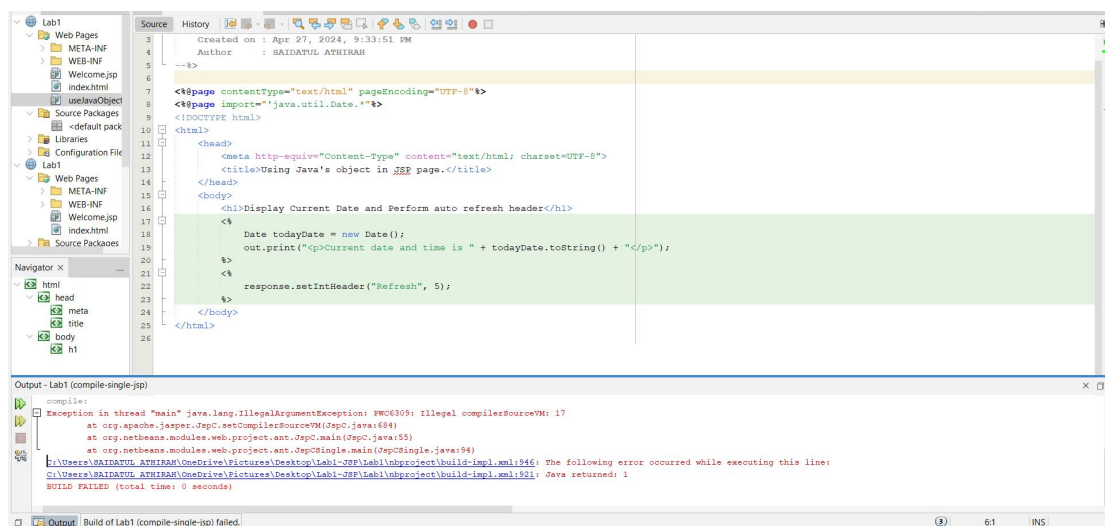 Lab1
Web Pages
META-INF
WEB-INF
Welcome.jsp
index.html
useJavaObject
Source Packages
<default pack
Libraries
Configuration File
Lab1
Web Pages
META-INF
WEB-INF
Welcome.jsp
index.html
Source Packages
Navigator
html
head
meta
title
body
h1
Source History
3 Created on : Apr 27, 2024, 9:33:51 PM
4 Author : SAIDATUL ATHIRAH
5 --%>
6
7 <%@page contentType="text/html" pageEncoding="UTF-8"%>
8 <%@page import="'java.util.Date.*"%>
9 <!DOCTYPE html>
10 <html>
11 <head>
12 <meta http-equiv="Content-Type" content="text/html; charset=UTF-8">
13 <title>Using Java's object in JSP page.</title>
14 </head>
15 <body>
16 <h1>Display Current Date and Perform auto refresh header</h1>
17 <%
18 Date todayDate = new Date();
19 out.print("<p>Current date and time is " + todayDate.toString() + "</p>");
20 %>
21 <%
22 response.setIntHeader("Refresh", 5);
23 %>
24 </body>
25 </html>
26
Output - Lab1 (compile-single-jsp)
compile:
Exception in thread "main" java.lang.IllegalArgumentException: PWC6309: Illegal compilerSourceVM: 17
at org.apache.jasper.JspC.setCompilerSourceVM(JspC.java:684)
at org.netbeans.modules.web.project.ant.JspC.main(JspC.java:55)
at org.netbeans.modules.web.project.ant.JspCSingle.main(JspCSingle.java:94)
C:\Users\SAIDATUL ATHIRAH\OneDrive\Pictures\Desktop\Lab1-JSP\Lab1\nbproject\build-impl.xml:946: The following error occurred while executing this line:
C:\Users\SAIDATUL ATHIRAH\OneDrive\Pictures\Desktop\Lab1-JSP\Lab1\nbproject\build-impl.xml:921: Java returned: 1
BUILD FAILED (total time: 0 seconds)
Output Build of Lab1 (compile-single-jsp) failed. 3 6:1 INS